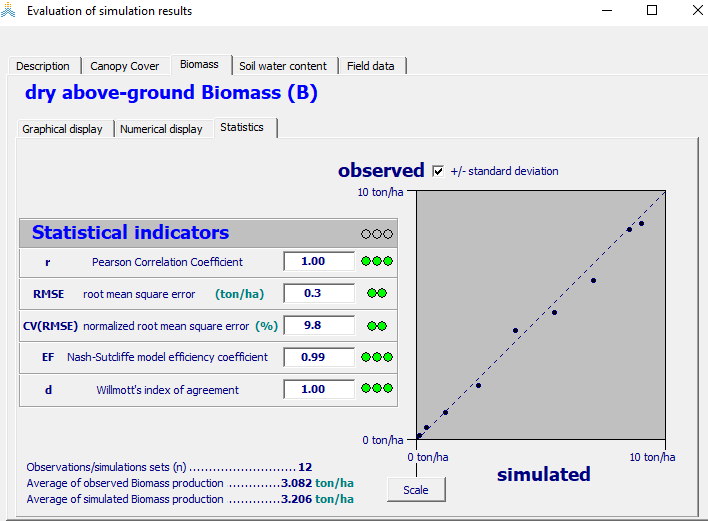 Evaluation of simulation results
Description Canopy Cover Biomass Soil water content Field data
dry above-ground Biomass (B)
Graphical display Numerical display Statistics
observed +/- standard deviation
10 ton/ha
Statistical indicators
r Pearson Correlation Coefficient 1.00
RMSE root mean square error (ton/ha) 0.3
CV(RMSE) normalized root mean square error (%) 9.8
EF Nash-Sutcliffe model efficiency coefficient 0.99
d Willmott's index of agreement 1.00
0 ton/ha
0 ton/ha 10 ton/ha
simulated
Observations/simulations sets (n) ........................... 12
Average of observed Biomass production .............. 3.082 ton/ha
Average of simulated Biomass production .............. 3.206 ton/ha
Scale